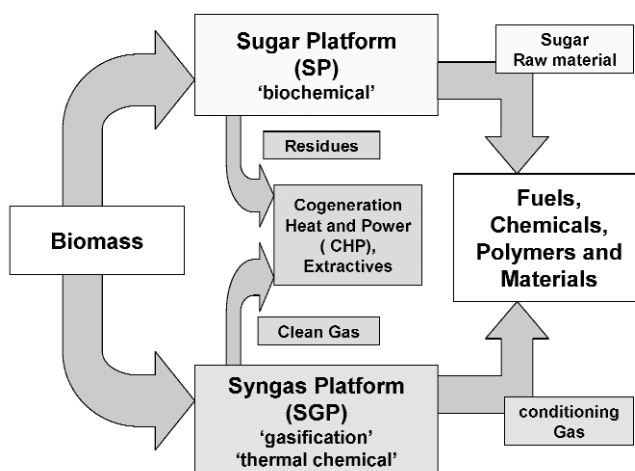 Sugar Platform
(SP)
‘biochemical’
Sugar
Raw material
Residues
Biomass
Cogeneration
Heat and Power
( CHP),
Extractives
Fuels,
Chemicals,
Polymers and
Materials
Clean Gas
Syngas Platform
(SGP)
‘gasification’
‘thermal chemical’
conditioning
Gas